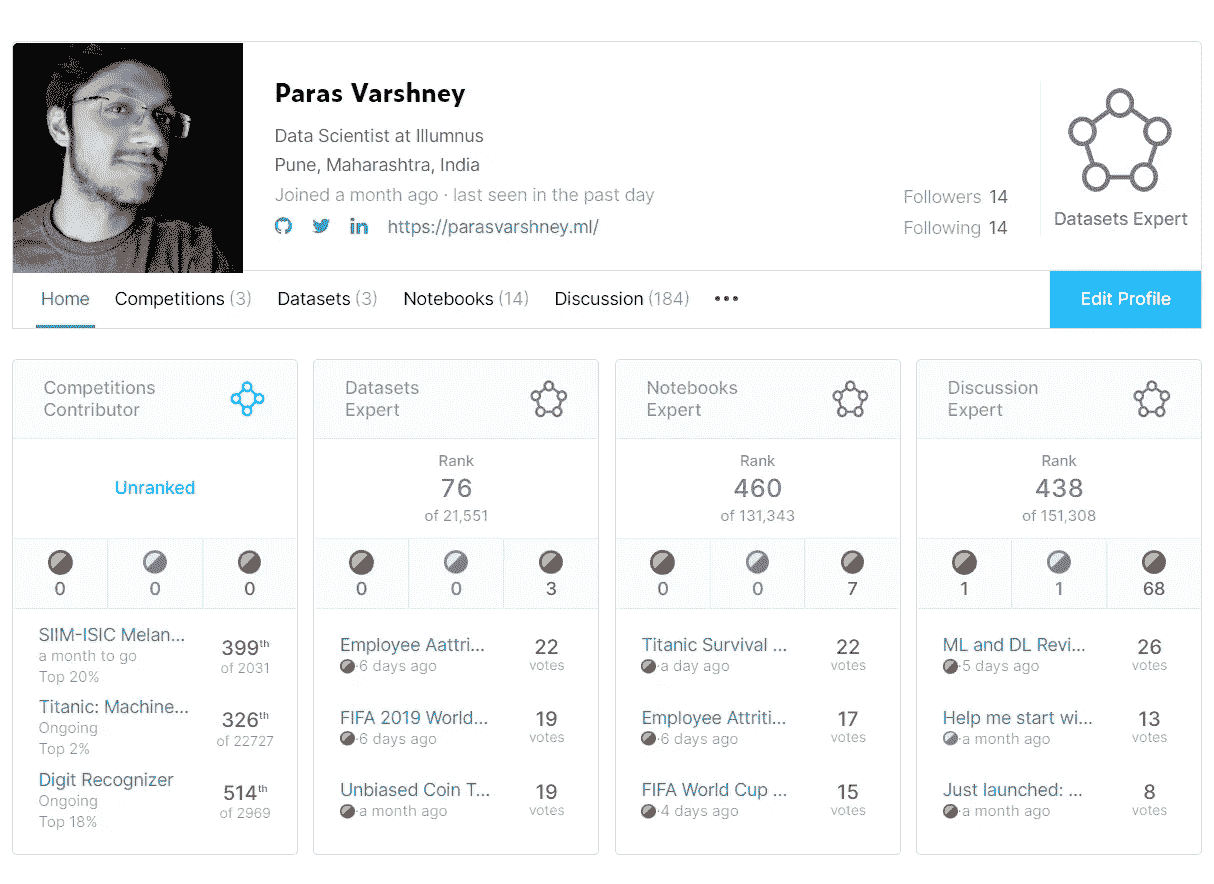 Paras Varshney
Data Scientist at Illumnus
Pune, Maharashtra, India
Joined a month ago · last seen in the past day
in https://parasvarshney.ml/
Followers 14
Following 14
Datasets Expert
Home Competitions (3) Datasets (3) Notebooks (14) Discussion (184) •••
Edit Profile
Competitions
Contributor
Unranked
0 0 0
SIIM-ISIC Melan...
a month to go
Top 20%
399th
of 2031
Titanic: Machine...
Ongoing
Top 2%
326th
of 22727
Digit Recognizer
Ongoing
Top 18%
514th
of 2969
Datasets
Expert
Rank
76
of 21,551
0 0 3
Employee Aattri...
·6 days ago
22
votes
FIFA 2019 World...
·6 days ago
19
votes
Unbiased Coin T...
·a month ago
19
votes
Notebooks
Expert
Rank
460
of 131,343
0 0 7
Titanic Survival ...
·a day ago
22
votes
Employee Attriti...
·6 days ago
17
votes
FIFA World Cup ...
·4 days ago
15
votes
Discussion
Expert
Rank
438
of 151,308
1 1 68
ML and DL Revi...
·5 days ago
26
votes
Help me start wi...
·a month ago
13
votes
Just launched: ...
·a month ago
8
votes